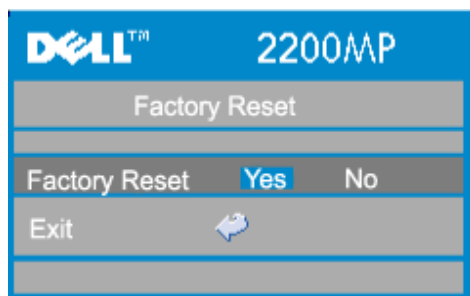 DELL™ 2200MP
Factory Reset
Factory Reset Yes No
Exit